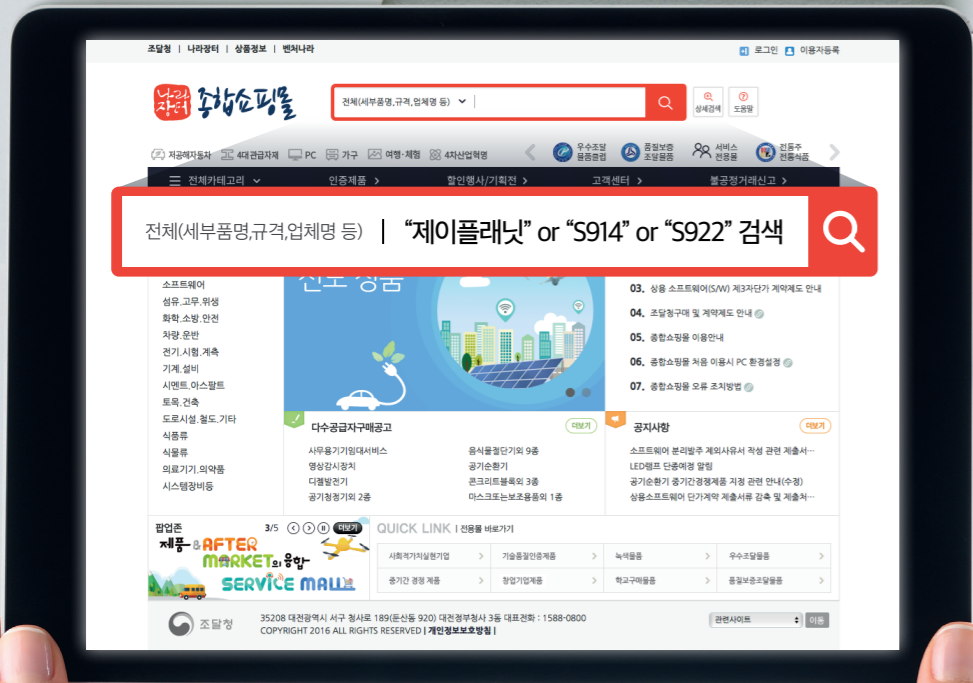 조달청 | 나라장터 | 상품정보 | 벤처나라
로그인 이용자등록
나라장터 종합쇼핑몰
전체(세부품명,규격,업체명 등)
상세검색 도움말
저공해자동차 4대관급자재 PC 가구 여행·체험 4차산업혁명
우수조달물품클럽 품질보증조달물품 서비스전용몰 전통주전통식품
전체카테고리 인증제품 할인행사/기획전 고객센터 불공정거래신고
전체(세부품명,규격,업체명 등) | “제이플래닛” or “S914” or “S922” 검색
소프트웨어
섬유.고무.위생
화학.소방.안전
차량.운반
전기.시험.계측
기계.설비
시멘트.아스팔트
토목.건축
도로시설.철도.기타
식품류
식물류
의료기기.의약품
시스템장비등
03. 상용 소프트웨어(S/W) 제3자단가 계약제도 안내
04. 조달청구매 및 계약제도 안내
05. 종합쇼핑몰 이용안내
06. 종합쇼핑몰 처음 이용시 PC 환경설정
07. 종합쇼핑몰 오류 조치방법
다수공급자구매공고 더보기
사무용기기임대서비스
영상감시장치
디젤발전기
공기청정기외 2종
음식물절단기외 9종
공기순환기
콘크리트블록외 3종
마스크또는보조용품외 1종
공지사항 더보기
소프트웨어 분리발주 제외사유서 작성 관련 제출서…
LED램프 단종예정 알림
공기순환기 중기간경쟁제품 지정 관련 안내(수정)
상용소프트웨어 단가계약 제출서류 감축 및 제출처…
팝업존 3/5 더보기
제품 & AFTER
MARKET의 융합
SERVICE MALL
QUICK LINK | 전용몰 바로가기
사회적가치실현기업 기술품질인증제품 녹색물품 우수조달물품
중기간 경쟁 제품 창업기업제품 학교구매물품 품질보증조달물품
조달청
35208 대전광역시 서구 청사로 189(둔산동 920) 대전정부청사 3동 대표전화 : 1588-0800
COPYRIGHT 2016 ALL RIGHTS RESERVED | 개인정보보호방침 |
관련사이트 이동